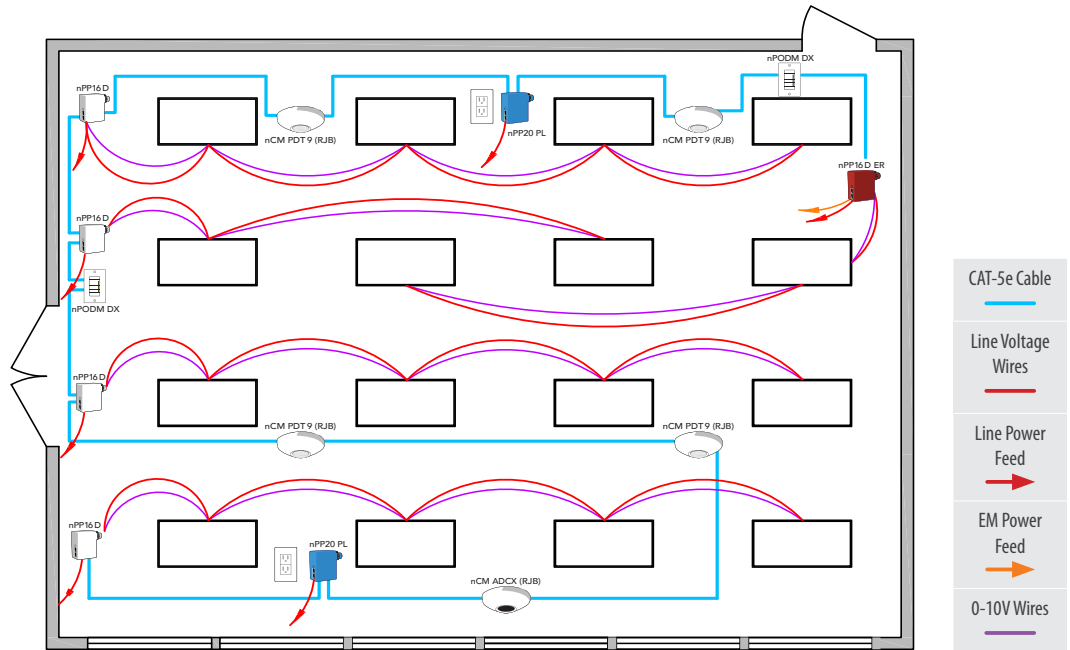 nPODM DX
nPP16 D
nCM PDT 9 (RJB)
nPP20 PL
nCM PDT 9 (RJB)
nPP16 D ER
nPP16 D
nPODM DX
nPP16 D
nCM PDT 9 (RJB)
nCM PDT 9 (RJB)
nPP16 D
nPP20 PL
nCM ADCX (RJB)
CAT-5e Cable
Line Voltage
Wires
Line Power
Feed
EM Power
Feed
0-10V Wires